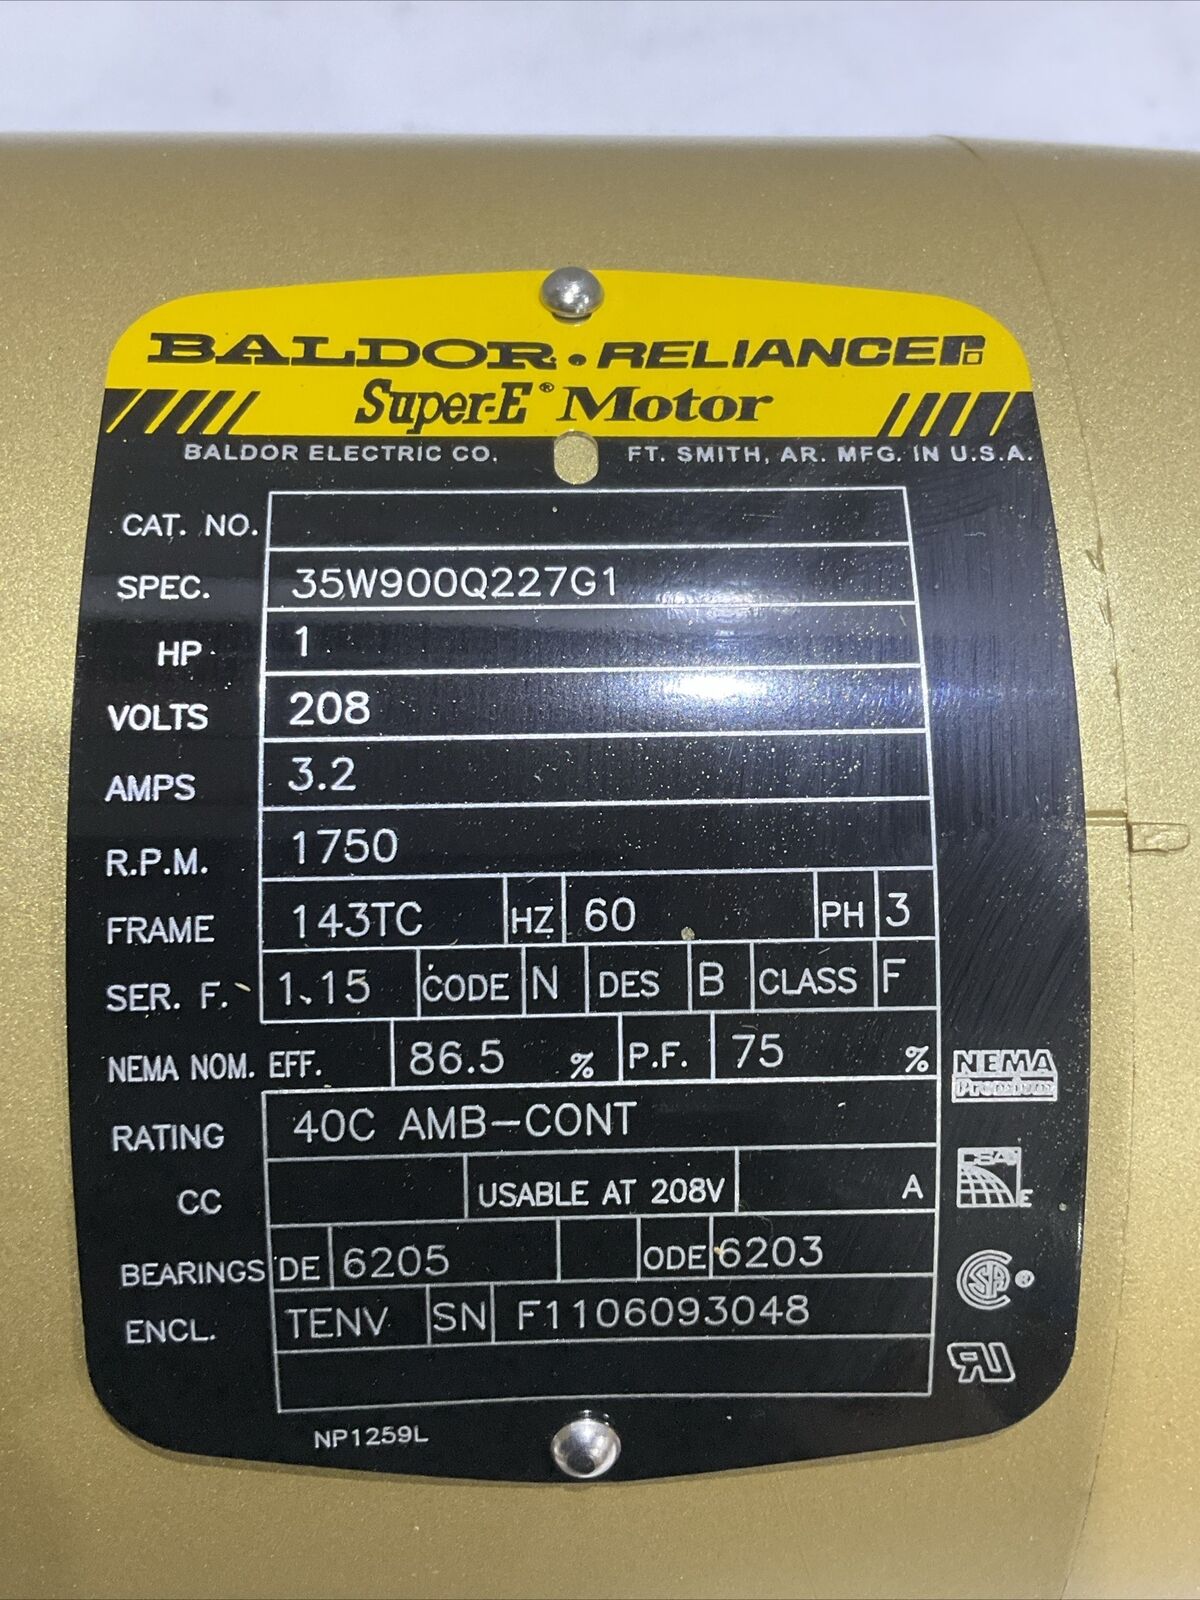 BALDOR • RELIANCE
Super-E® Motor
BALDOR ELECTRIC CO. FT. SMITH, AR. MFG. IN U.S.A.
CAT. NO.
SPEC. 35W900Q227G1
HP 1
VOLTS 208
AMPS 3.2
R.P.M. 1750
FRAME 143TC HZ 60 PH 3
SER. F. 1.15 CODE N DES B CLASS F
NEMA NOM. EFF. 86.5 % P.F. 75 %
NEMA
Premium
RATING 40C AMB-CONT
CSA
E
CC USABLE AT 208V A
BEARINGS DE 6205 ODE 6203
SA ®
ENCL. TENV SN F1106093048
NP1259L